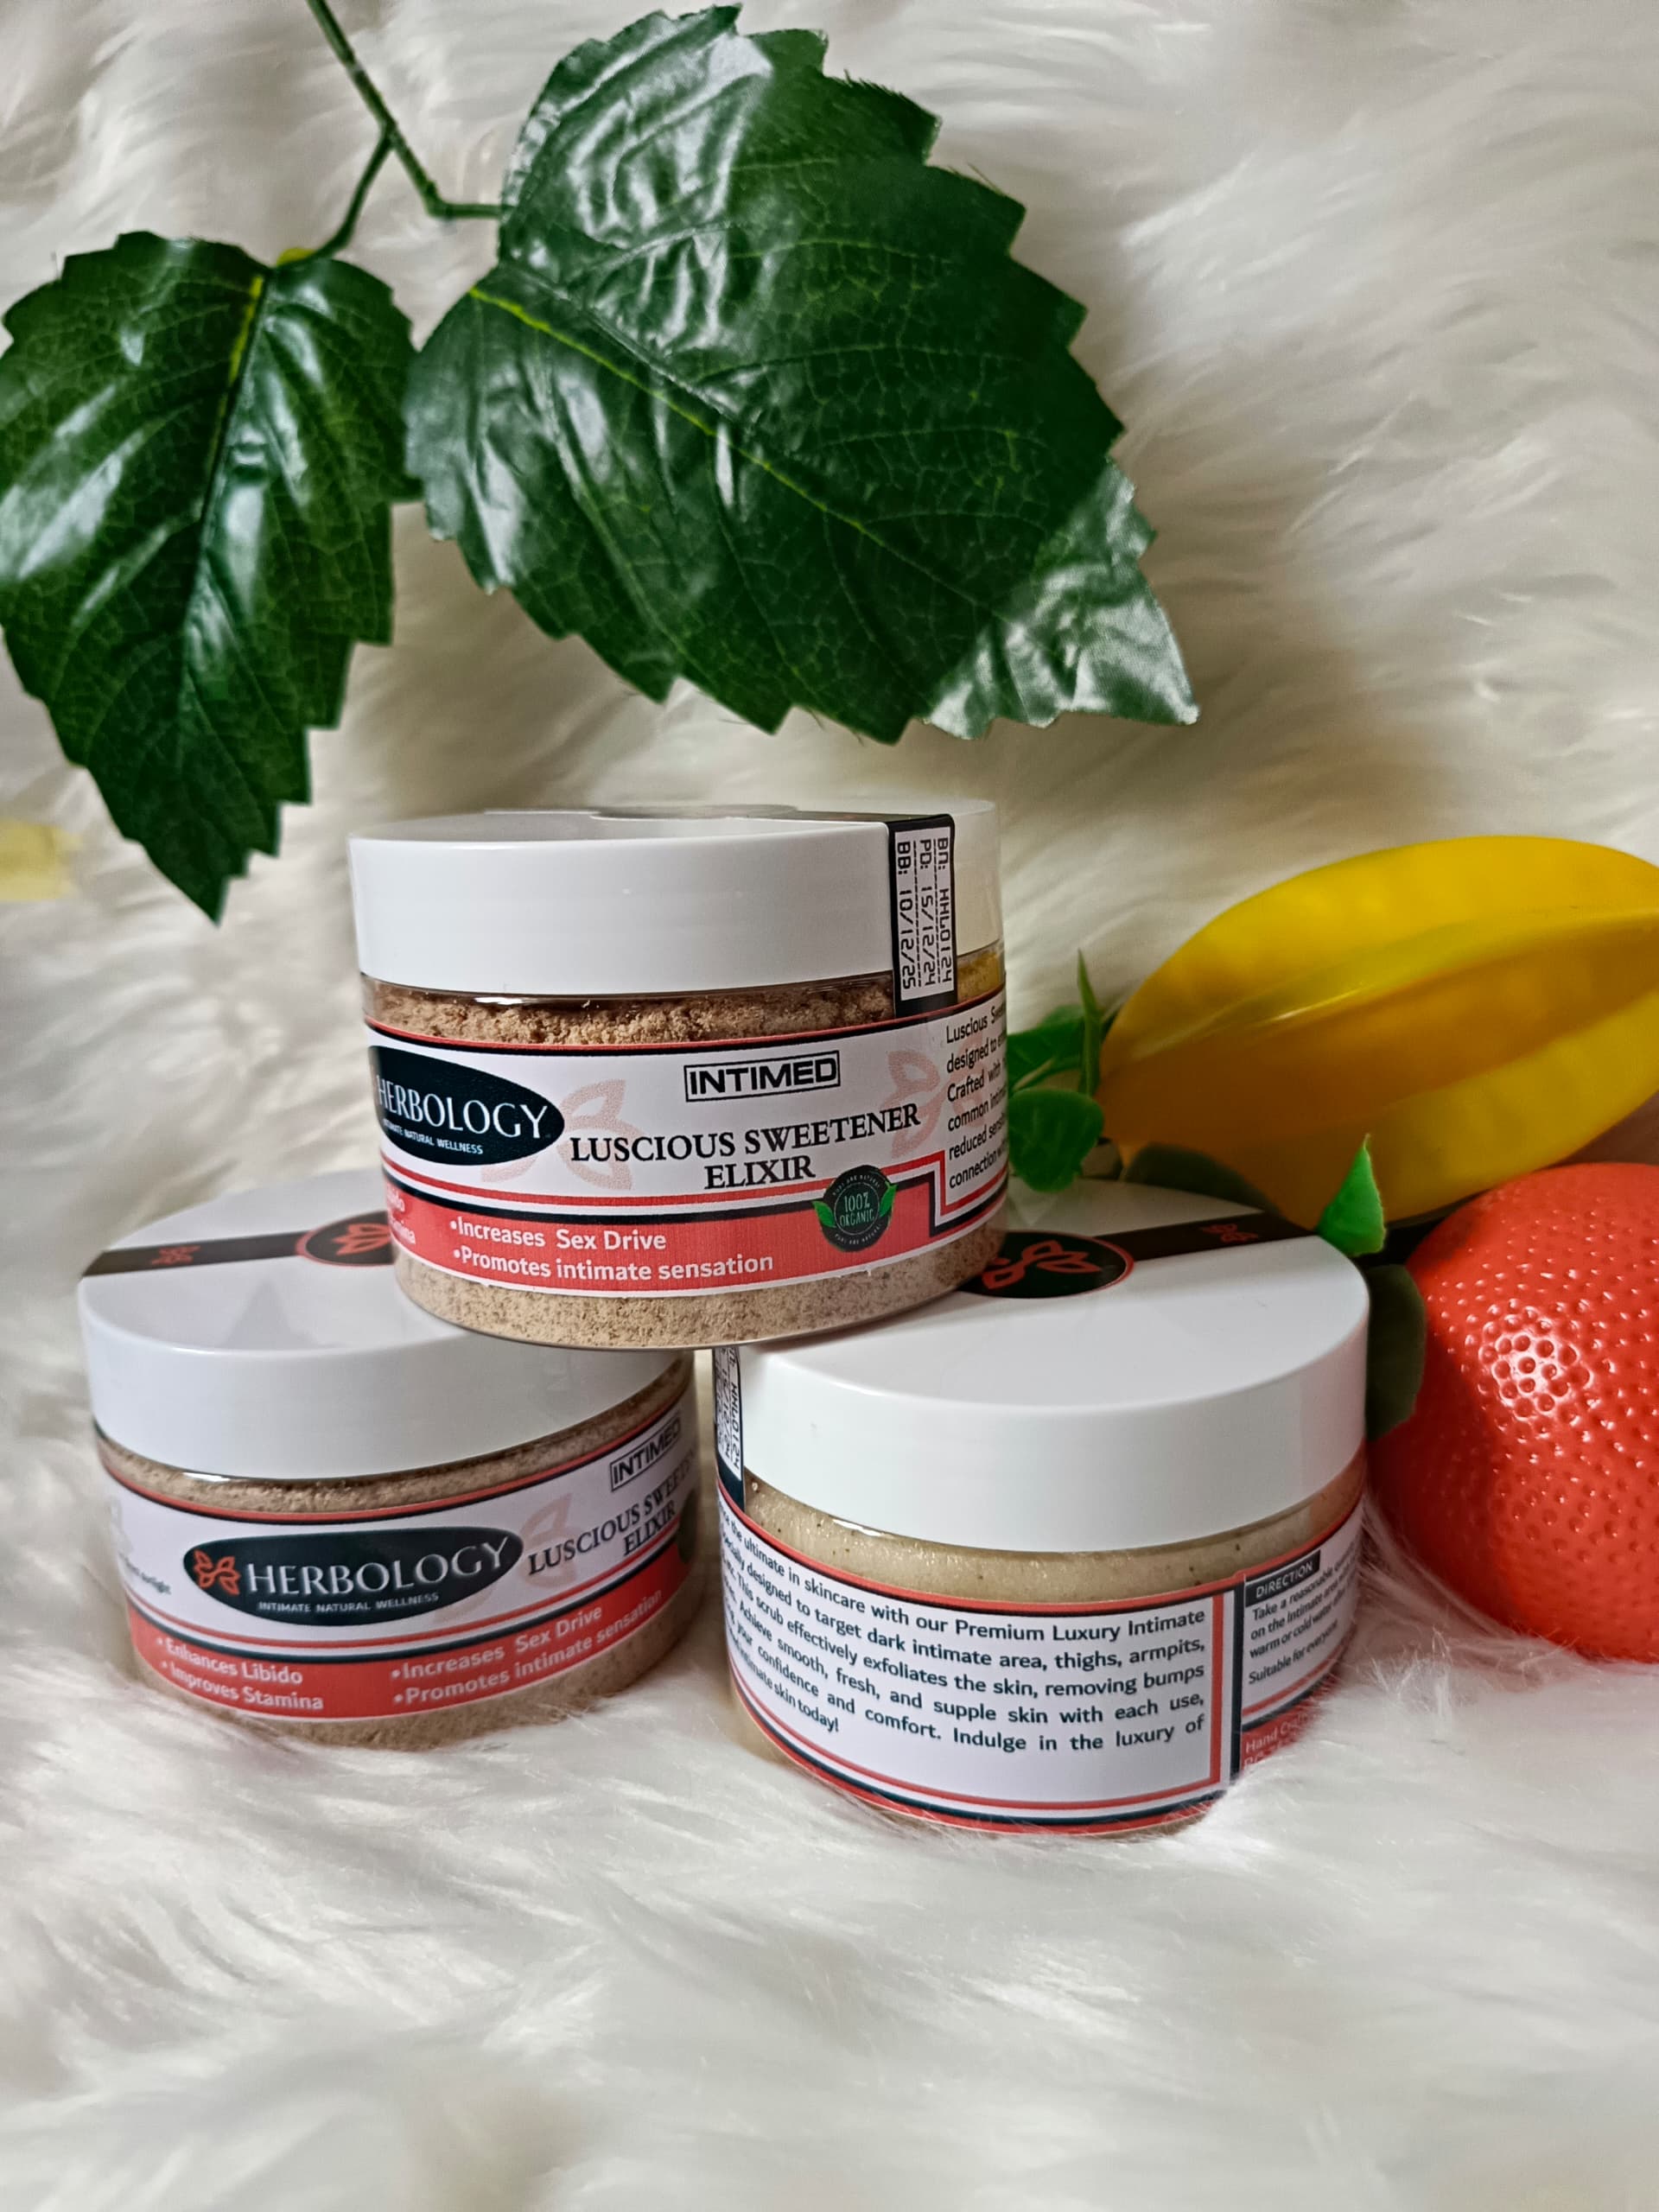 BN: HHL0124
PD: 15/12/24
BB: 10/12/25
HERBOLOGY
INTIMATE NATURAL WELLNESS
INTIMED
LUSCIOUS SWEETENER
ELIXIR
100%
ORGANIC
•Increases Sex Drive
•Promotes intimate sensation
Luscious
designed to
Crafted with
common
reduced
connection
HERBOLOGY
INTIMATE NATURAL WELLNESS
INTIMED
LUSCIOUS
ELIXIR
• Enhances Libido
• Improves Stamina
•Increases Sex Drive
•Promotes intimate sensation
the ultimate in skincare with our Premium Luxury Intimate
designed to target dark intimate area, thighs, armpits,
This scrub effectively exfoliates the skin, removing bumps
Achieve smooth, fresh, and supple skin with each use,
your confidence and comfort. Indulge in the luxury of
intimate skin today!
DIRECTION
Take a reasonable
on the intimate area
warm or cold water
Suitable for everyone